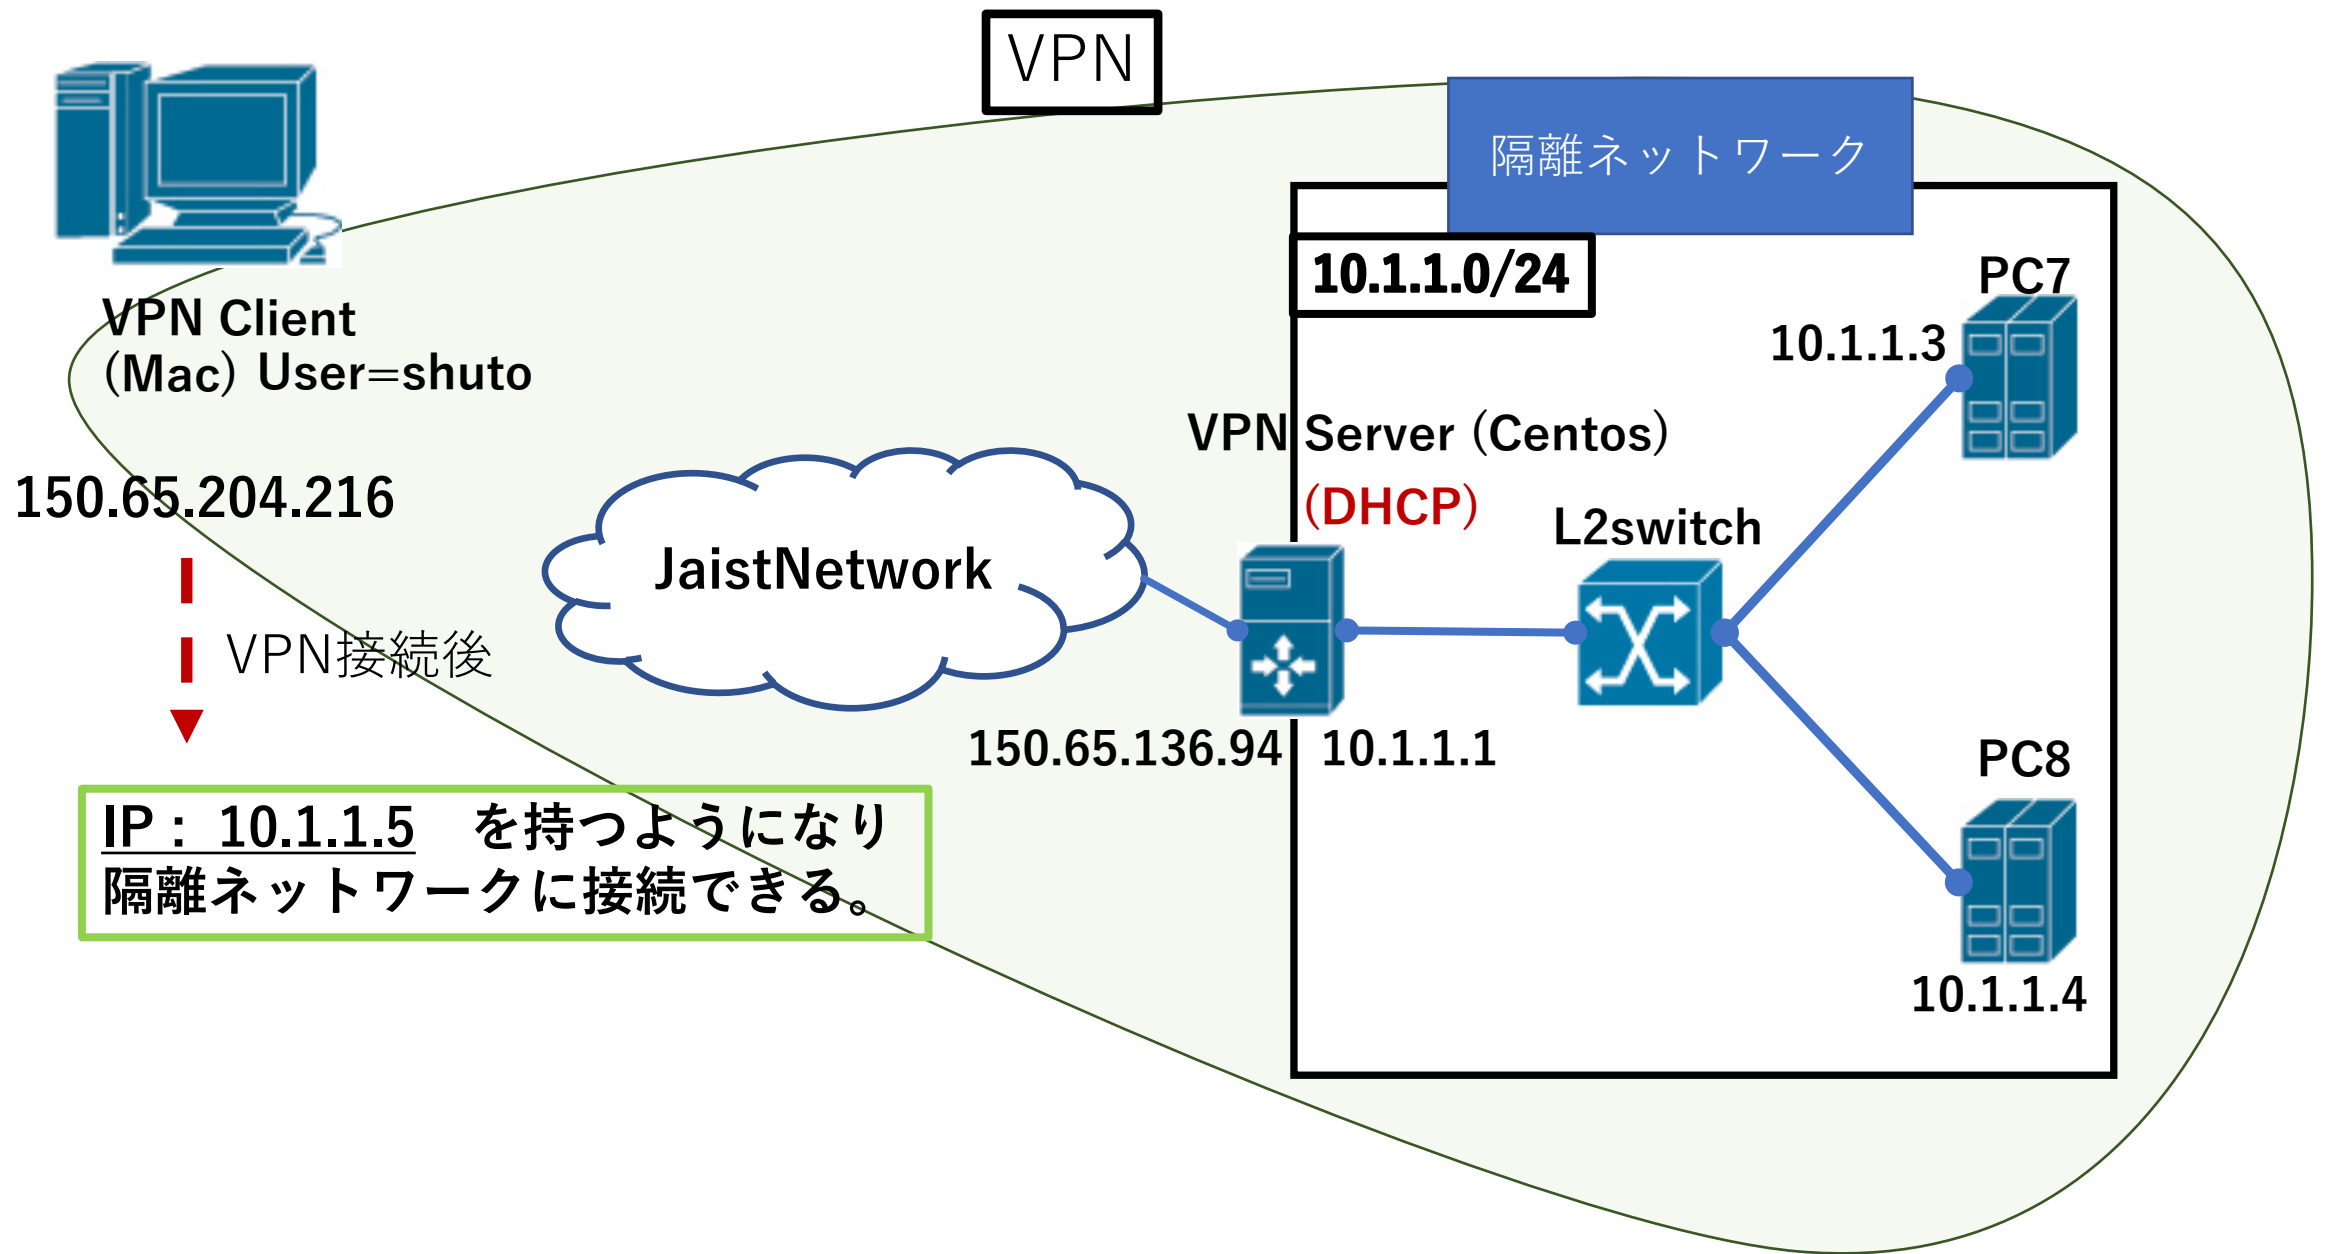 VPN
隔離ネットワーク
10.1.1.0/24
VPN Client
(Mac) User=shuto
150.65.204.216
VPN接続後
IP： 10.1.1.5　を持つようになり
隔離ネットワークに接続できる。
JaistNetwork
VPN Server (Centos)
(DHCP)
150.65.136.94
10.1.1.1
L2switch
PC7
10.1.1.3
PC8
10.1.1.4